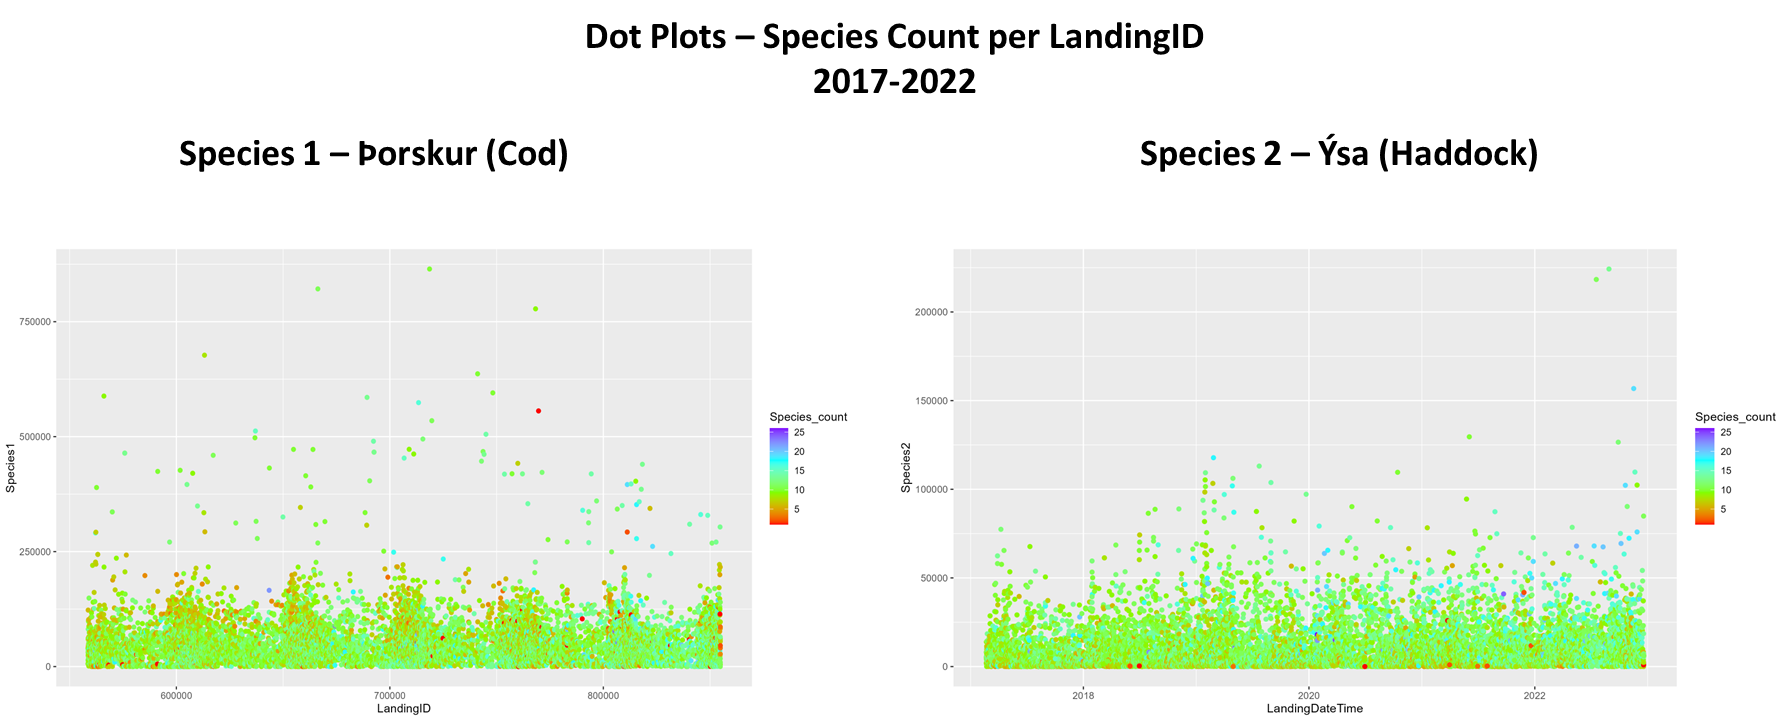 Dot Plots – Species Count per LandingID
2017-2022
Species 1 – Þorskur (Cod)
Species 2 – Ýsa (Haddock)
Species1
750000
500000
250000
0
600000
700000
800000
LandingID
Species_count
25
20
15
10
5
Species2
200000
150000
100000
50000
0
2018
2020
2022
LandingDateTime
Species_count
25
20
15
10
5